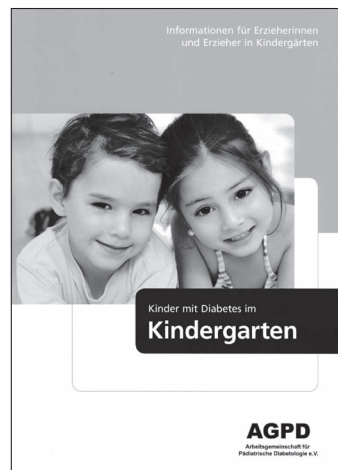 Informationen für Erzieherinnen
und Erzieher in Kindergärten
Kinder mit Diabetes im
Kindergarten
AGPD
Arbeitsgemeinschaft für
Pädiatrische Diabetologie e.V.